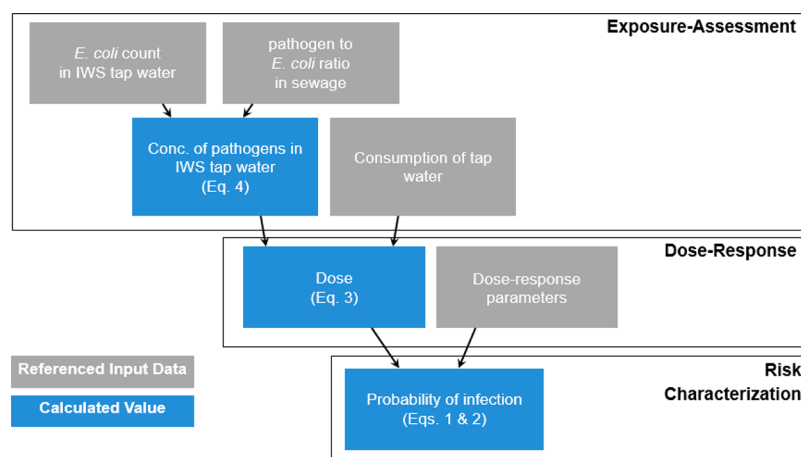 Exposure-Assessment
E. coli count
in IWS tap water
pathogen to
E. coli ratio
in sewage
Conc. of pathogens in
IWS tap water
(Eq. 4)
Consumption of tap
water
Dose-Response
Dose
(Eq. 3)
Dose-response
parameters
Referenced Input Data
Calculated Value
Risk
Characterization
Probability of infection
(Eqs. 1 & 2)